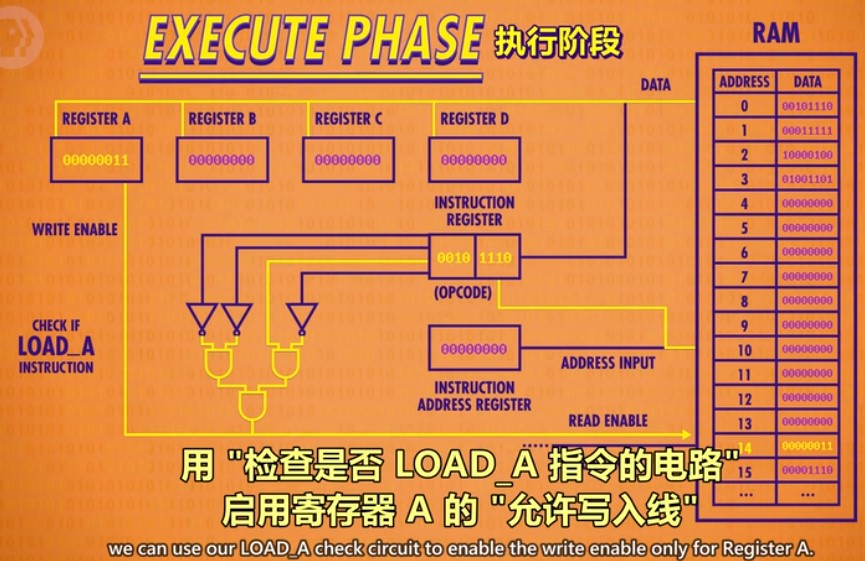 EXECUTE PHASE 执行阶段
RAM
DATA
ADDRESS DATA
REGISTER A REGISTER B REGISTER C REGISTER D
00000011 00000000 00000000 00000000
0 00101110
1 00011111
2 10000100
3 01001101
4 00000000
5 00000000
6 00000000
7 00000000
8 00000000
9 00000000
10 00000000
11 00000000
12 00000000
13 00000000
14 00000011
15 00001110
... ...
WRITE ENABLE
INSTRUCTION
REGISTER
0010 1110
(OPCODE)
CHECK IF
LOAD_A
INSTRUCTION
00000000
ADDRESS INPUT
INSTRUCTION
ADDRESS REGISTER
READ ENABLE
用 "检查是否 LOAD_A 指令的电路"
启用寄存器 A 的 "允许写入线"
we can use our LOAD_A check circuit to enable the write enable only for Register A.